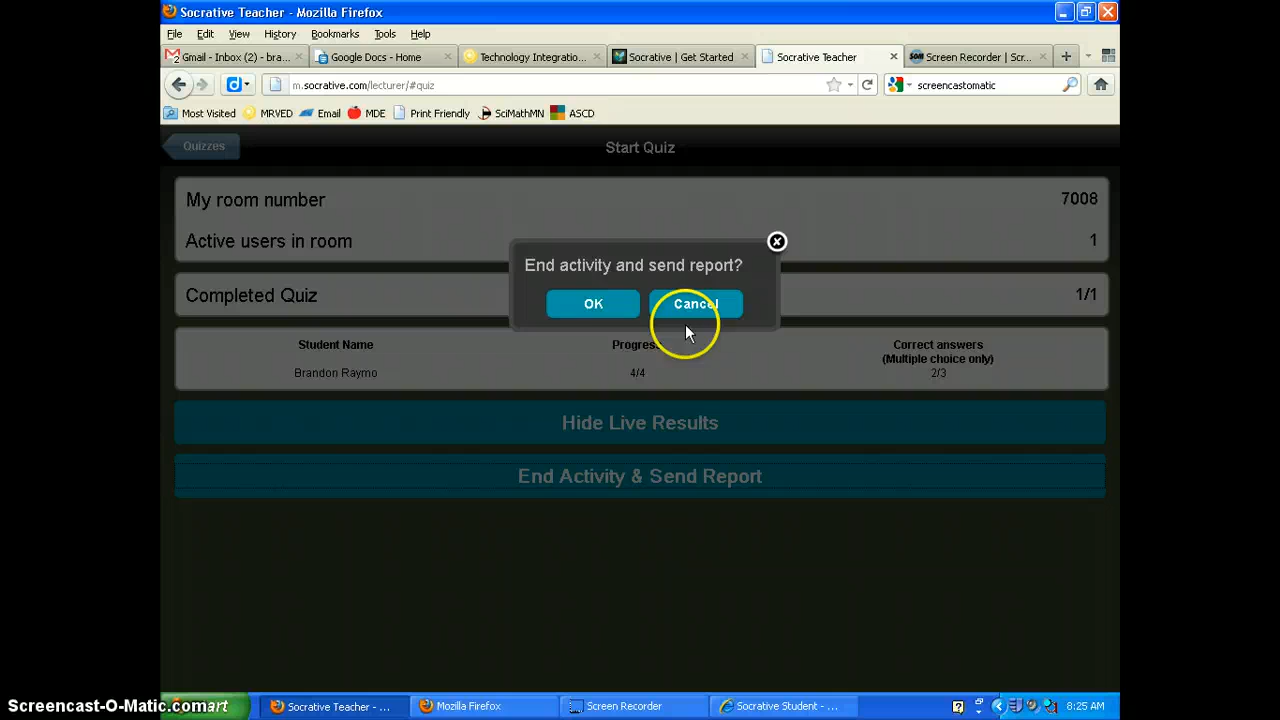 Socrative Teacher - Mozilla Firefox
File Edit View History Bookmarks Tools Help
Gmail - Inbox (2) - bra... Google Docs - Home Technology Integratio... Socrative | Get Started Socrative Teacher Screen Recorder | Scr...
m.socrative.com/lecturer/#quiz screencastomatic
Most Visited MRVED Email MDE Print Friendly SciMathMN ASCD
Quizzes Start Quiz
My room number 7008
Active users in room 1
End activity and send report?
Completed Quiz OK Cancel 1/1
Student Name Progress Correct answers
(Multiple choice only)
Brandon Raymo 4/4 2/3
Hide Live Results
End Activity & Send Report
Screencast-O-Matic.com art Socrative Teacher - ... Mozilla Firefox Screen Recorder Socrative Student - ... 8:25 AM